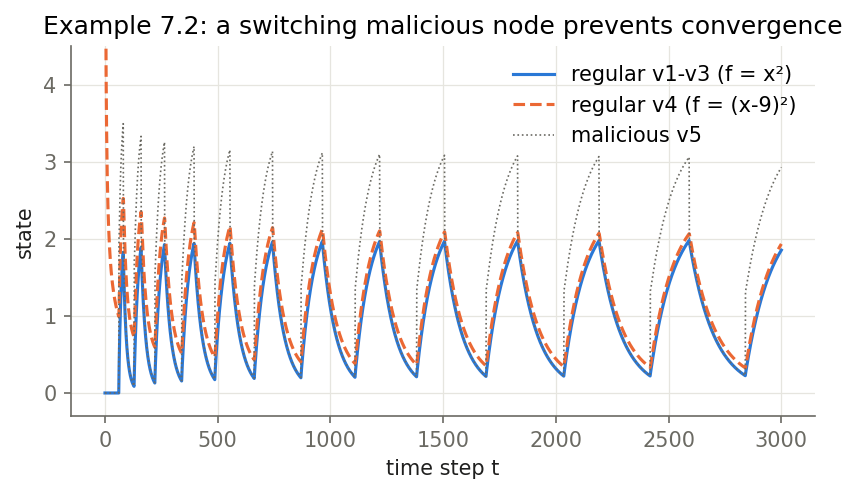 Example 7.2: a switching malicious node prevents convergence
regular v1-v3 (f = x²)
regular v4 (f = (x-9)²)
malicious v5
state
4
3
2
1
0
0 500 1000 1500 2000 2500 3000
time step t